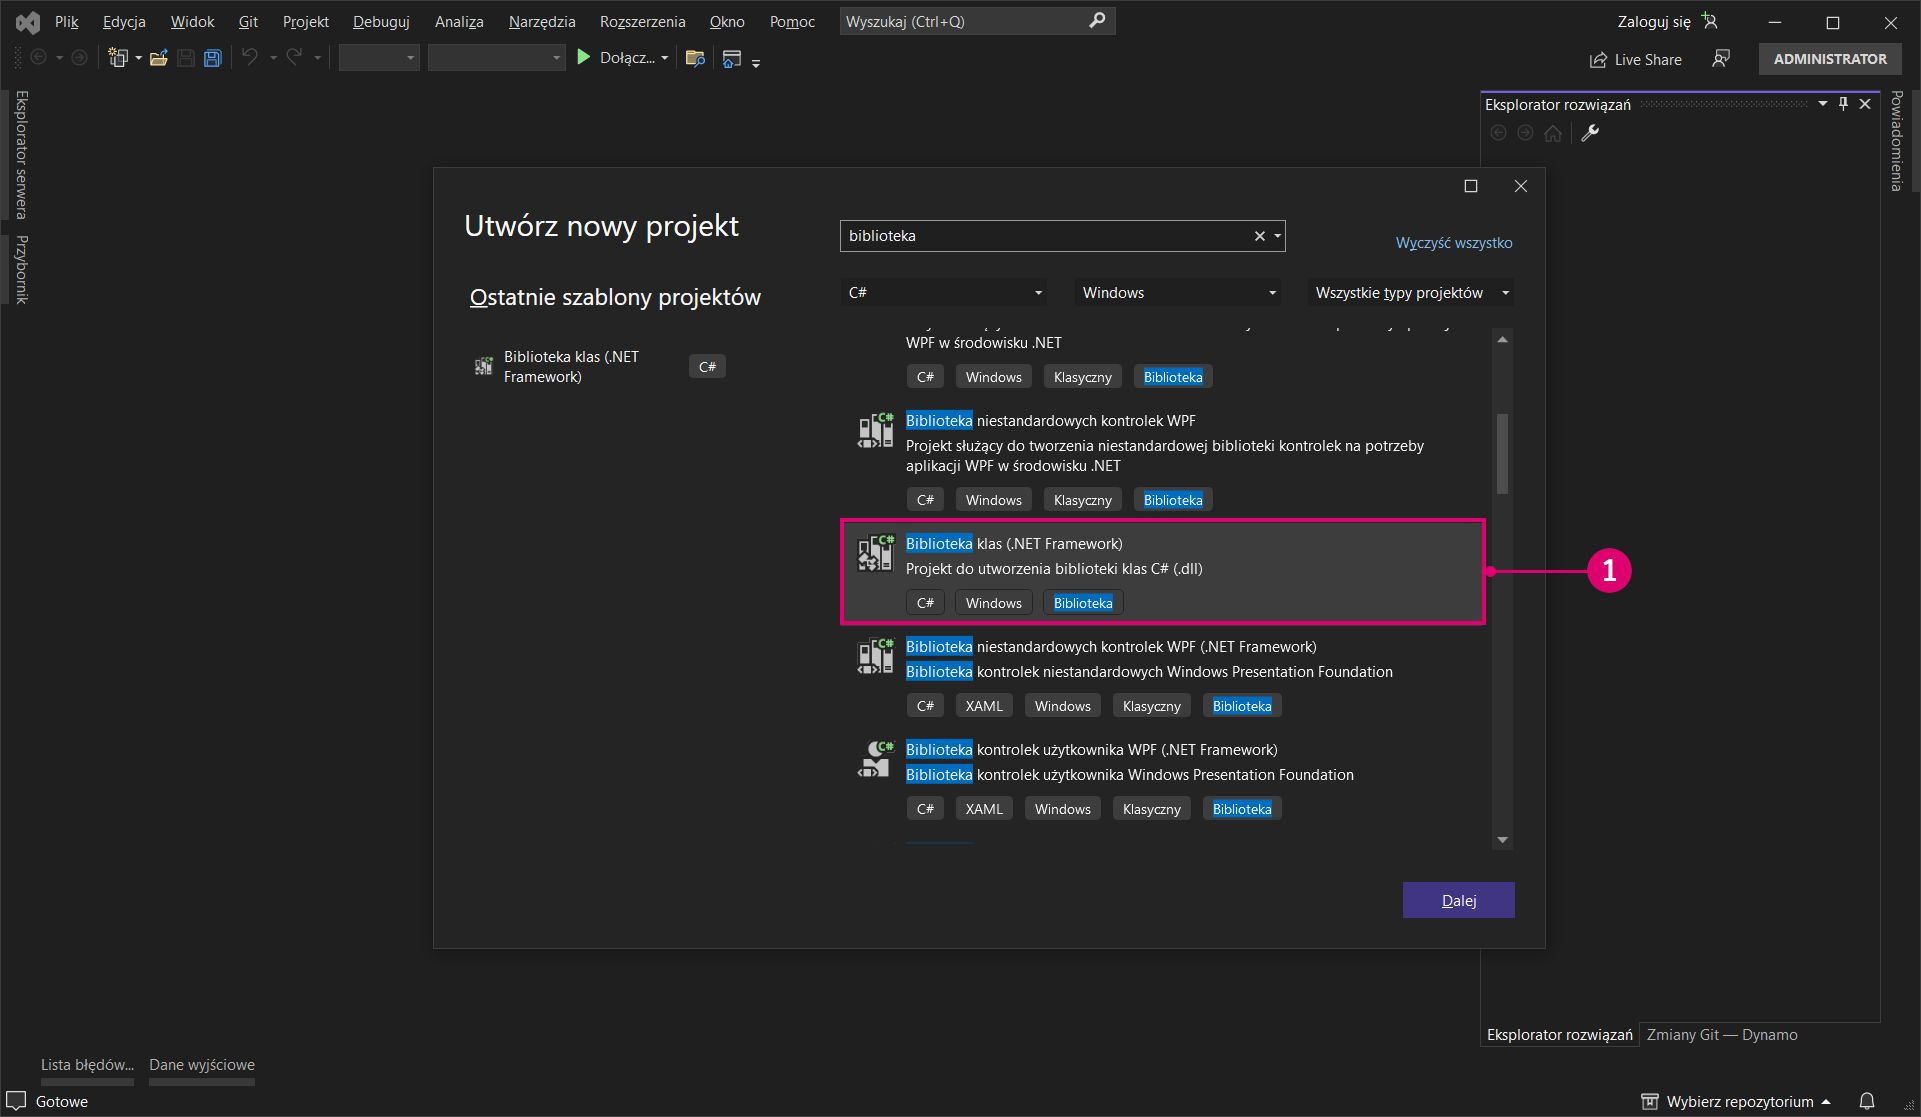 Plik Edycja Widok Git Projekt Debuguj Analiza Narzędzia Rozszerzenia Okno Pomoc Wyszukaj (Ctrl+Q) Zaloguj się
Dołącz... Live Share ADMINISTRATOR
Eksplorator serwera
Przybornik
Eksplorator rozwiązań
Powiadomienia
Utwórz nowy projekt
biblioteka
Wyczyść wszystko
Ostatnie szablony projektów
C# Windows Wszystkie typy projektów
Biblioteka klas (.NET
Framework)
C#
WPF w środowisku .NET
C# Windows Klasyczny Biblioteka
C#
Biblioteka niestandardowych kontrolek WPF
Projekt służący do tworzenia niestandardowej biblioteki kontrolek na potrzeby
aplikacji WPF w środowisku .NET
C# Windows Klasyczny Biblioteka
C#
Biblioteka klas (.NET Framework)
Projekt do utworzenia biblioteki klas C# (.dll)
C# Windows Biblioteka
1
C#
Biblioteka niestandardowych kontrolek WPF (.NET Framework)
Biblioteka kontrolek niestandardowych Windows Presentation Foundation
C# XAML Windows Klasyczny Biblioteka
C#
Biblioteka kontrolek użytkownika WPF (.NET Framework)
Biblioteka kontrolek użytkownika Windows Presentation Foundation
C# XAML Windows Klasyczny Biblioteka
Dalej
Eksplorator rozwiązań Zmiany Git — Dynamo
Lista błędów... Dane wyjściowe
Gotowe
Wybierz repozytorium